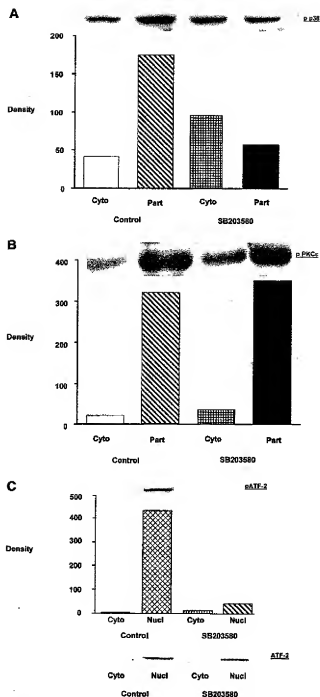 A
p p38
200
150
Density
100
50
0
Cyto Part Cyto Part
Control SB203580
B
p PKCε
400
300
Density
200
100
0
Cyto Part Cyto Part
Control SB203580
C
pATF-2
500
400
Density
300
200
100
0
Cyto Nucl Cyto Nucl
Control SB203580
ATF-2
Cyto Nucl Cyto Nucl
Control SB203580